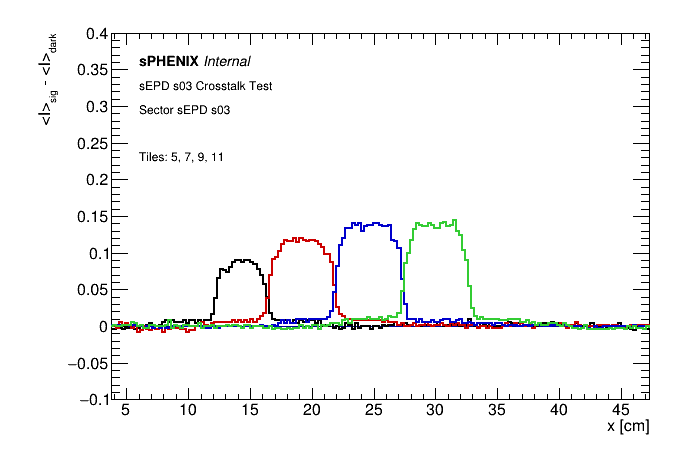 0.4
0.35
0.3
0.25
0.2
0.15
0.1
0.05
0
−0.05
−0.1
<I>sig - <I>dark
sPHENIX Internal
sEPD s03 Crosstalk Test
Sector sEPD s03
Tiles: 5, 7, 9, 11
5 10 15 20 25 30 35 40 45
x [cm]